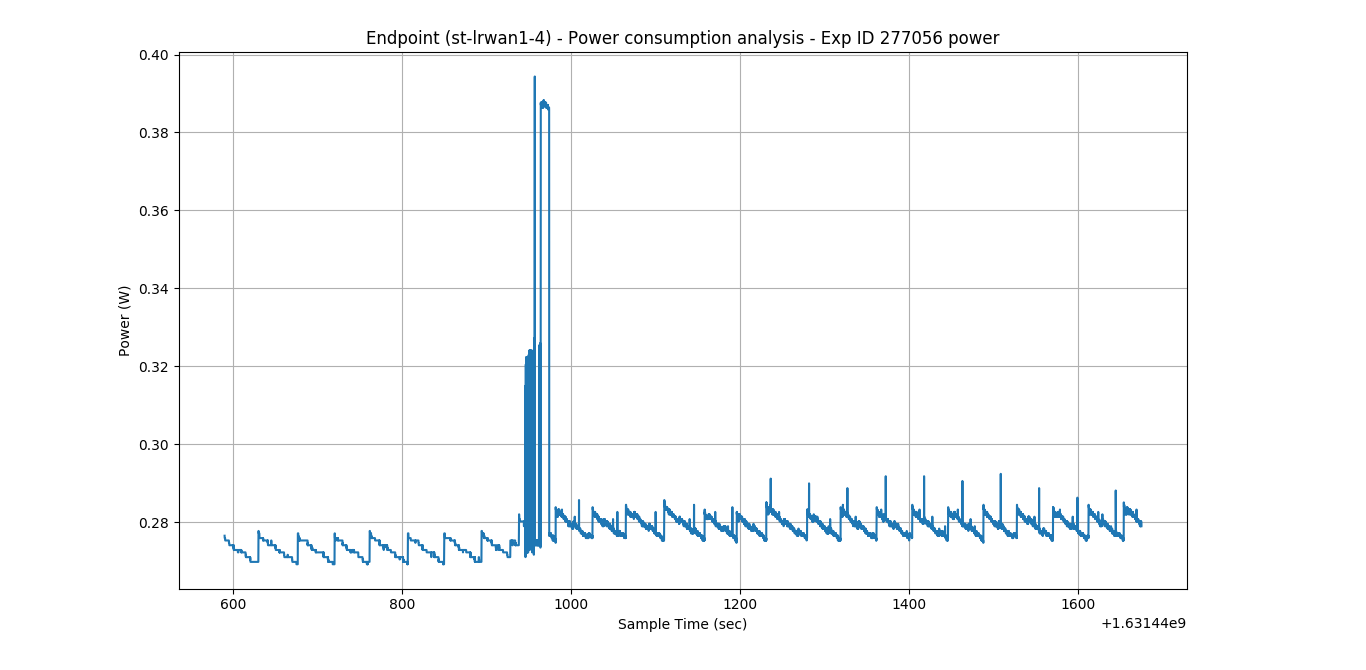 Endpoint (st-lrwan1-4) - Power consumption analysis - Exp ID 277056 power
0.40
0.38
0.36
0.34
0.32
0.30
0.28
Power (W)
600 800 1000 1200 1400 1600
Sample Time (sec)
+1.63144e9